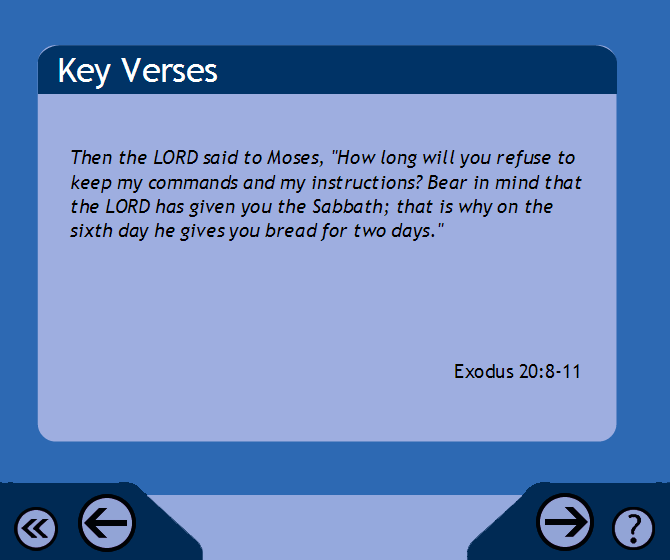 Key Verses
Then the LORD said to Moses, "How long will you refuse to
keep my commands and my instructions? Bear in mind that
the LORD has given you the Sabbath; that is why on the
sixth day he gives you bread for two days."
Exodus 20:8-11
?